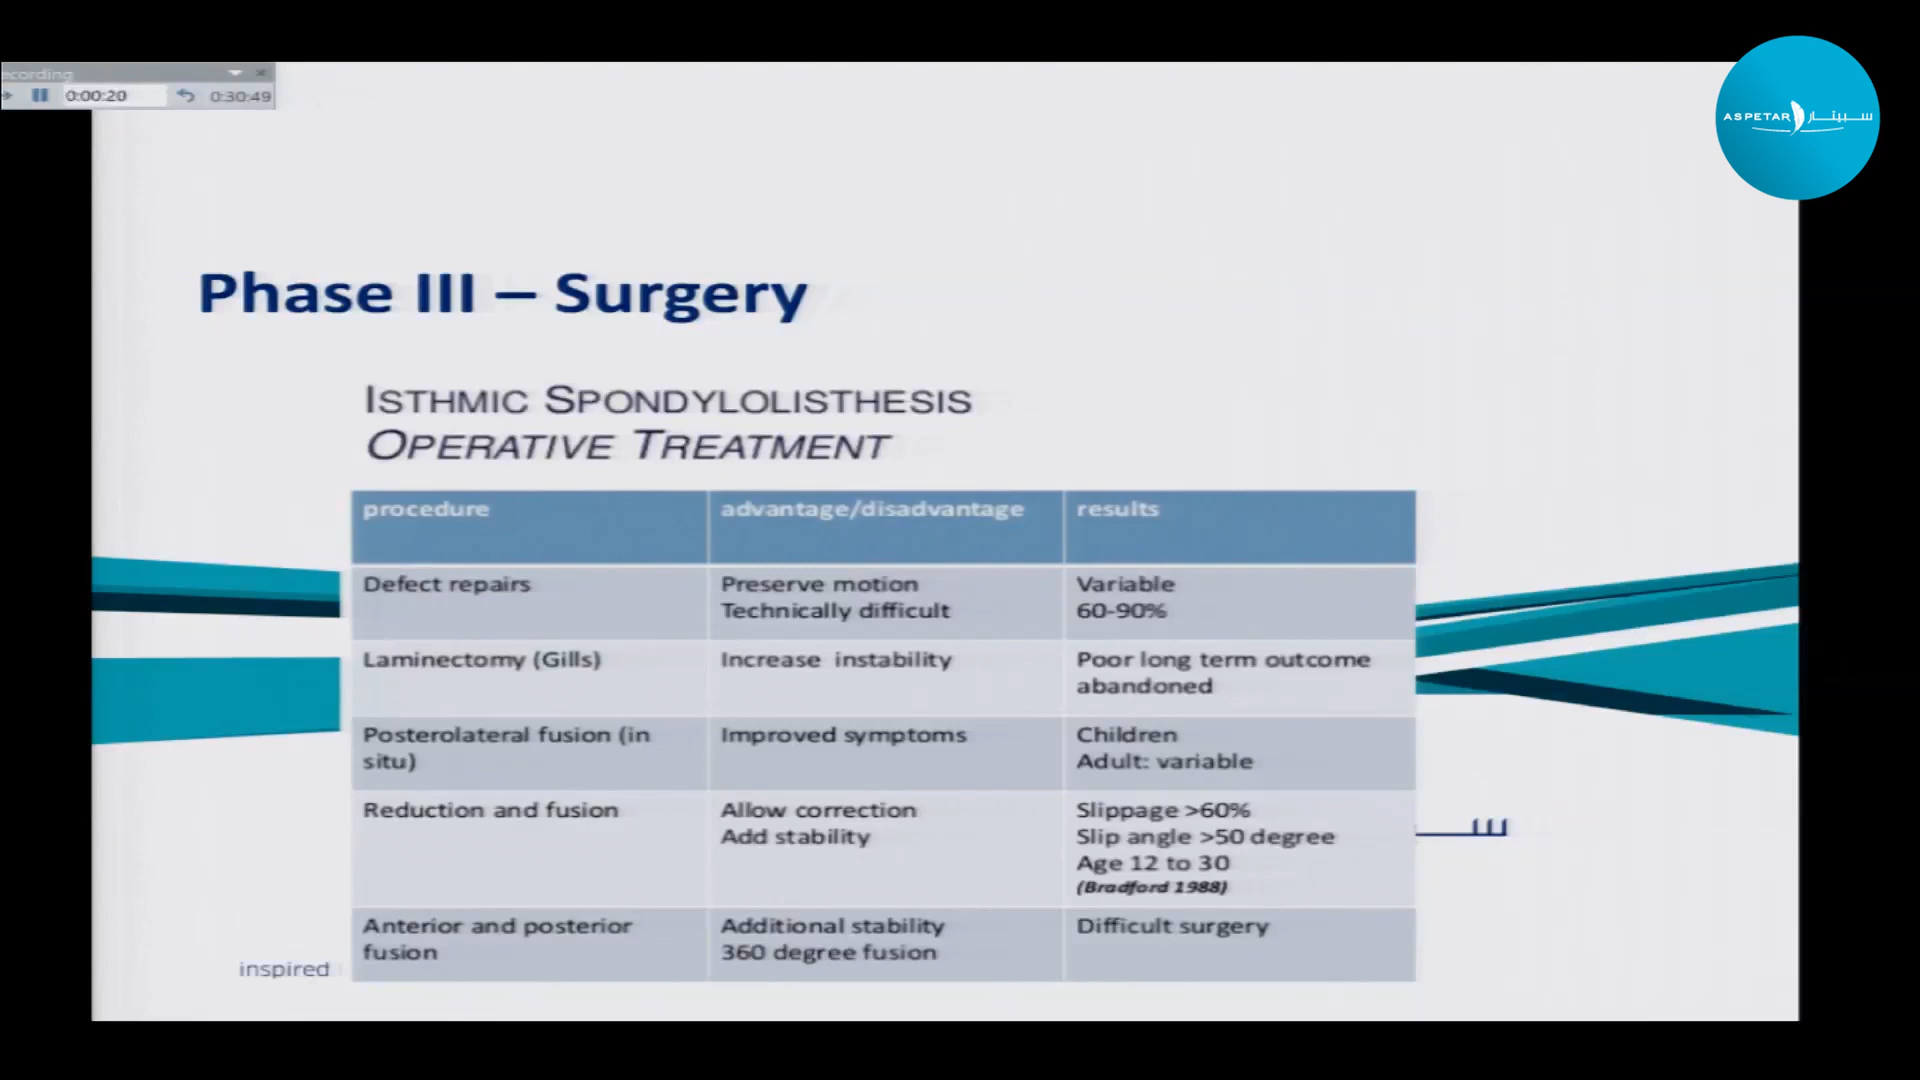 ecording
0:00:20 0:30:49
ASPETAR سبيتار
Phase III – Surgery
ISTHMIC SPONDYLOLISTHESIS
OPERATIVE TREATMENT
procedure advantage/disadvantage results
Defect repairs Preserve motion Variable
Technically difficult 60-90%
Laminectomy (Gills) Increase instability Poor long term outcome
abandoned
Posterolateral fusion (in Improved symptoms Children
situ) Adult: variable
Reduction and fusion Allow correction Slippage >60%
Add stability Slip angle >50 degree
Age 12 to 30
(Bradford 1988)
Anterior and posterior Additional stability Difficult surgery
fusion 360 degree fusion
inspired